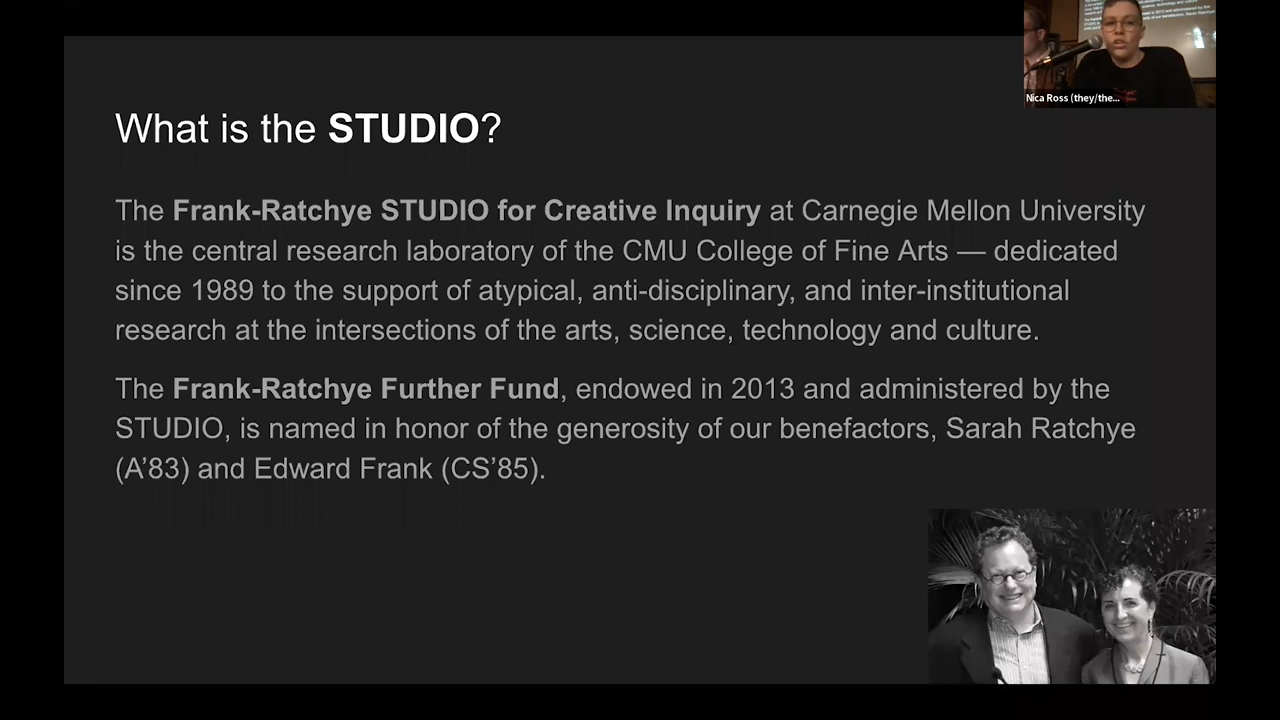 What is the STUDIO?
The Frank-Ratchye STUDIO for Creative Inquiry at Carnegie Mellon University
is the central research laboratory of the CMU College of Fine Arts — dedicated
since 1989 to the support of atypical, anti-disciplinary, and inter-institutional
research at the intersections of the arts, science, technology and culture.
The Frank-Ratchye Further Fund, endowed in 2013 and administered by the
STUDIO, is named in honor of the generosity of our benefactors, Sarah Ratchye
(A’83) and Edward Frank (CS’85).
Nica Ross (they/the...